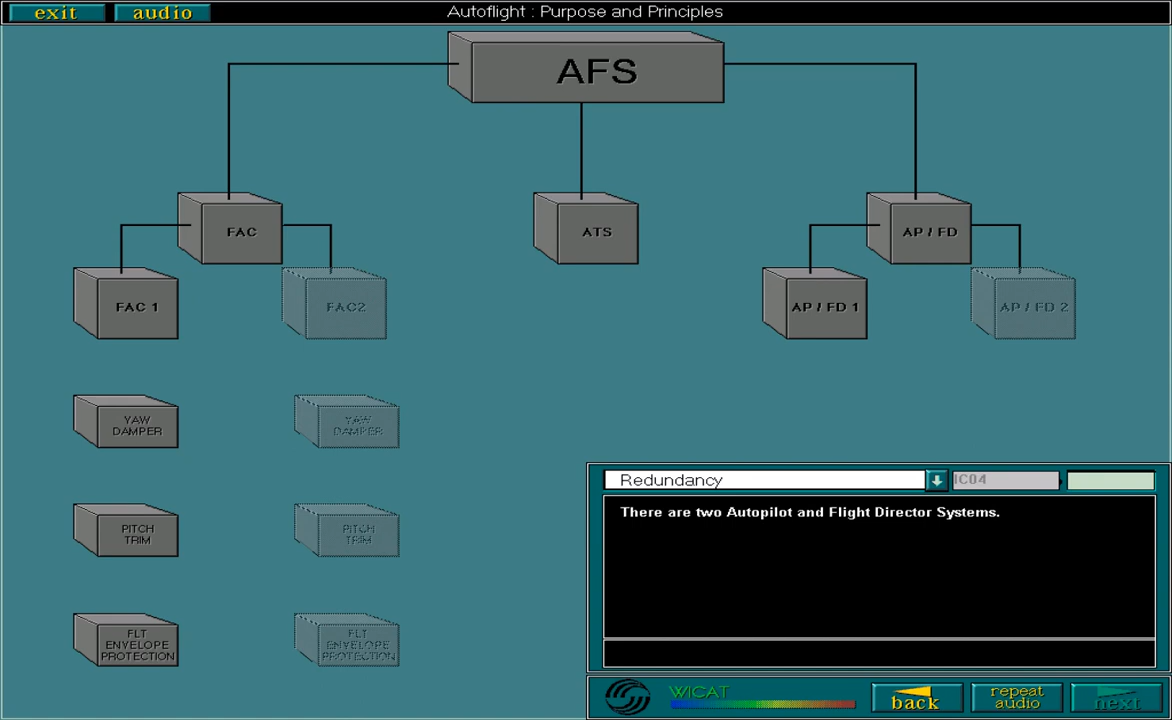 exit
audio
Autoflight : Purpose and Principles
AFS
FAC
ATS
AP / FD
FAC 1
FAC2
AP / FD 1
AP / FD 2
YAW
DAMPER
YAW
DAMPER
PITCH
TRIM
PITCH
TRIM
FLT
ENVELOPE
PROTECTION
FLT
ENVELOPE
PROTECTION
Redundancy
IC04
There are two Autopilot and Flight Director Systems.
WICAT
back
repeat
audio
next